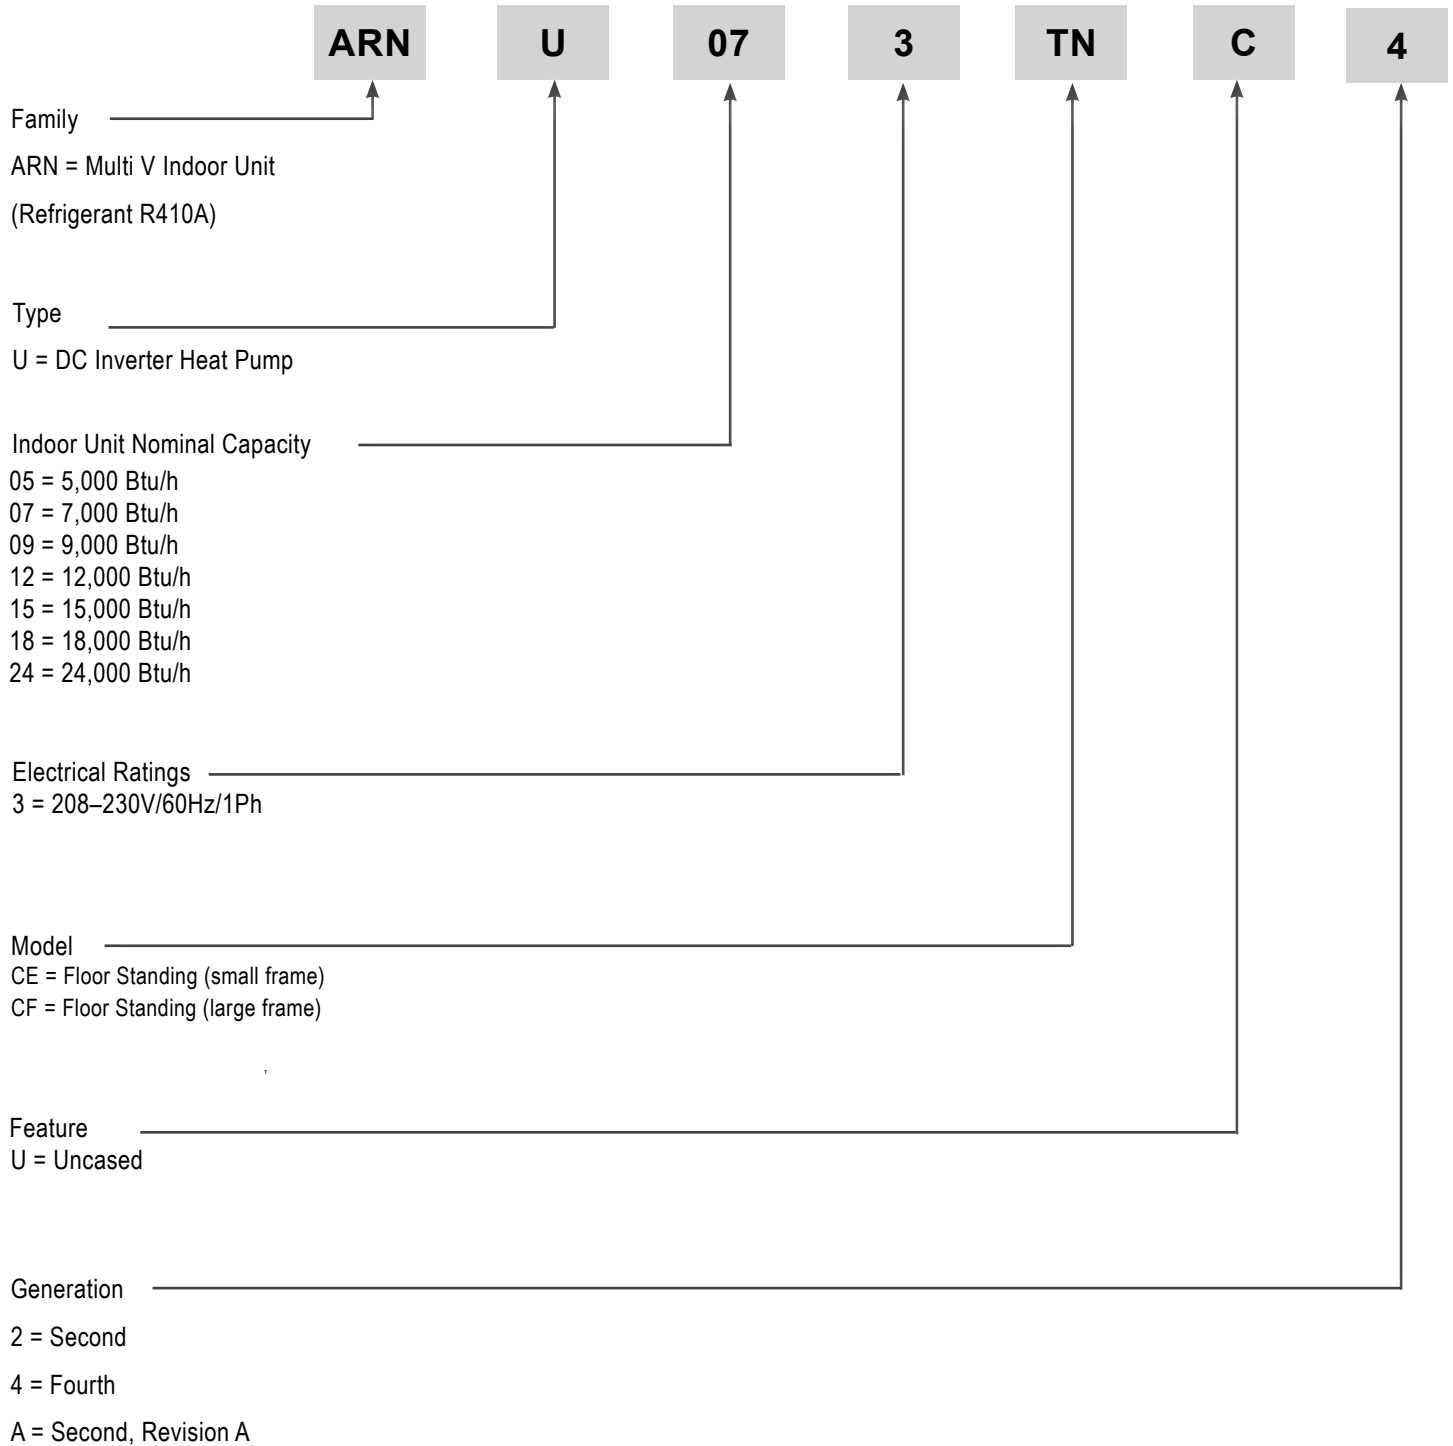 ARN U 07 3 TN C 4
Family
ARN = Multi V Indoor Unit
(Refrigerant R410A)
Type
U = DC Inverter Heat Pump
Indoor Unit Nominal Capacity
05 = 5,000 Btu/h
07 = 7,000 Btu/h
09 = 9,000 Btu/h
12 = 12,000 Btu/h
15 = 15,000 Btu/h
18 = 18,000 Btu/h
24 = 24,000 Btu/h
Electrical Ratings
3 = 208–230V/60Hz/1Ph
Model
CE = Floor Standing (small frame)
CF = Floor Standing (large frame)
Feature
U = Uncased
Generation
2 = Second
4 = Fourth
A = Second, Revision A